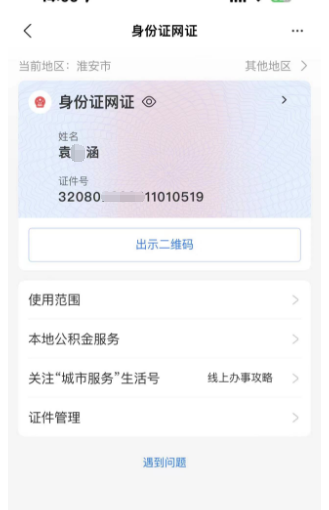 身份证网证
当前地区：淮安市 其他地区
身份证网证
姓名
袁 涵
证件号
32080 11010519
出示二维码
使用范围
本地公积金服务
关注“城市服务”生活号 线上办事攻略
证件管理
遇到问题